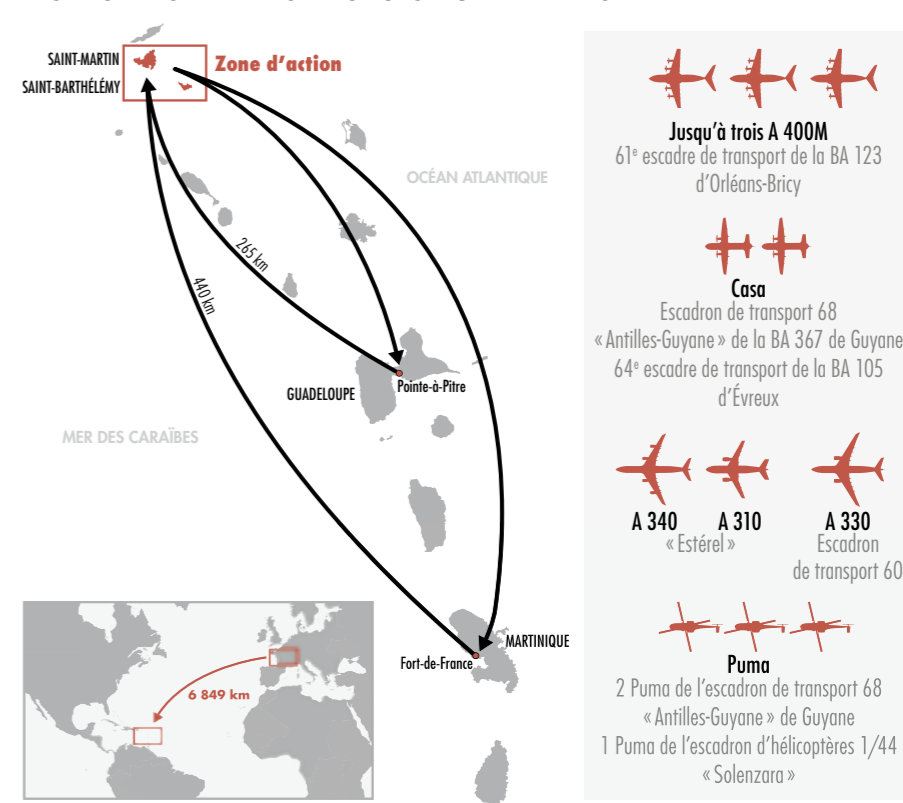 SAINT-MARTIN
SAINT-BARTHÉLÉMY
Zone d'action
OCÉAN ATLANTIQUE
265 km
440 km
GUADELOUPE
Pointe-à-Pitre
MER DES CARAÏBES
MARTINIQUE
Fort-de-France
6 849 km
Jusqu'à trois A 400M
61e escadre de transport de la BA 123
d'Orléans-Bricy
Casa
Escadron de transport 68
« Antilles-Guyane » de la BA 367 de Guyane
64e escadre de transport de la BA 105
d'Évreux
A 340
A 310
« Estérel »
A 330
Escadron
de transport 60
Puma
2 Puma de l'escadron de transport 68
« Antilles-Guyane » de Guyane
1 Puma de l'escadron d'hélicoptères 1/44
« Solenzara »